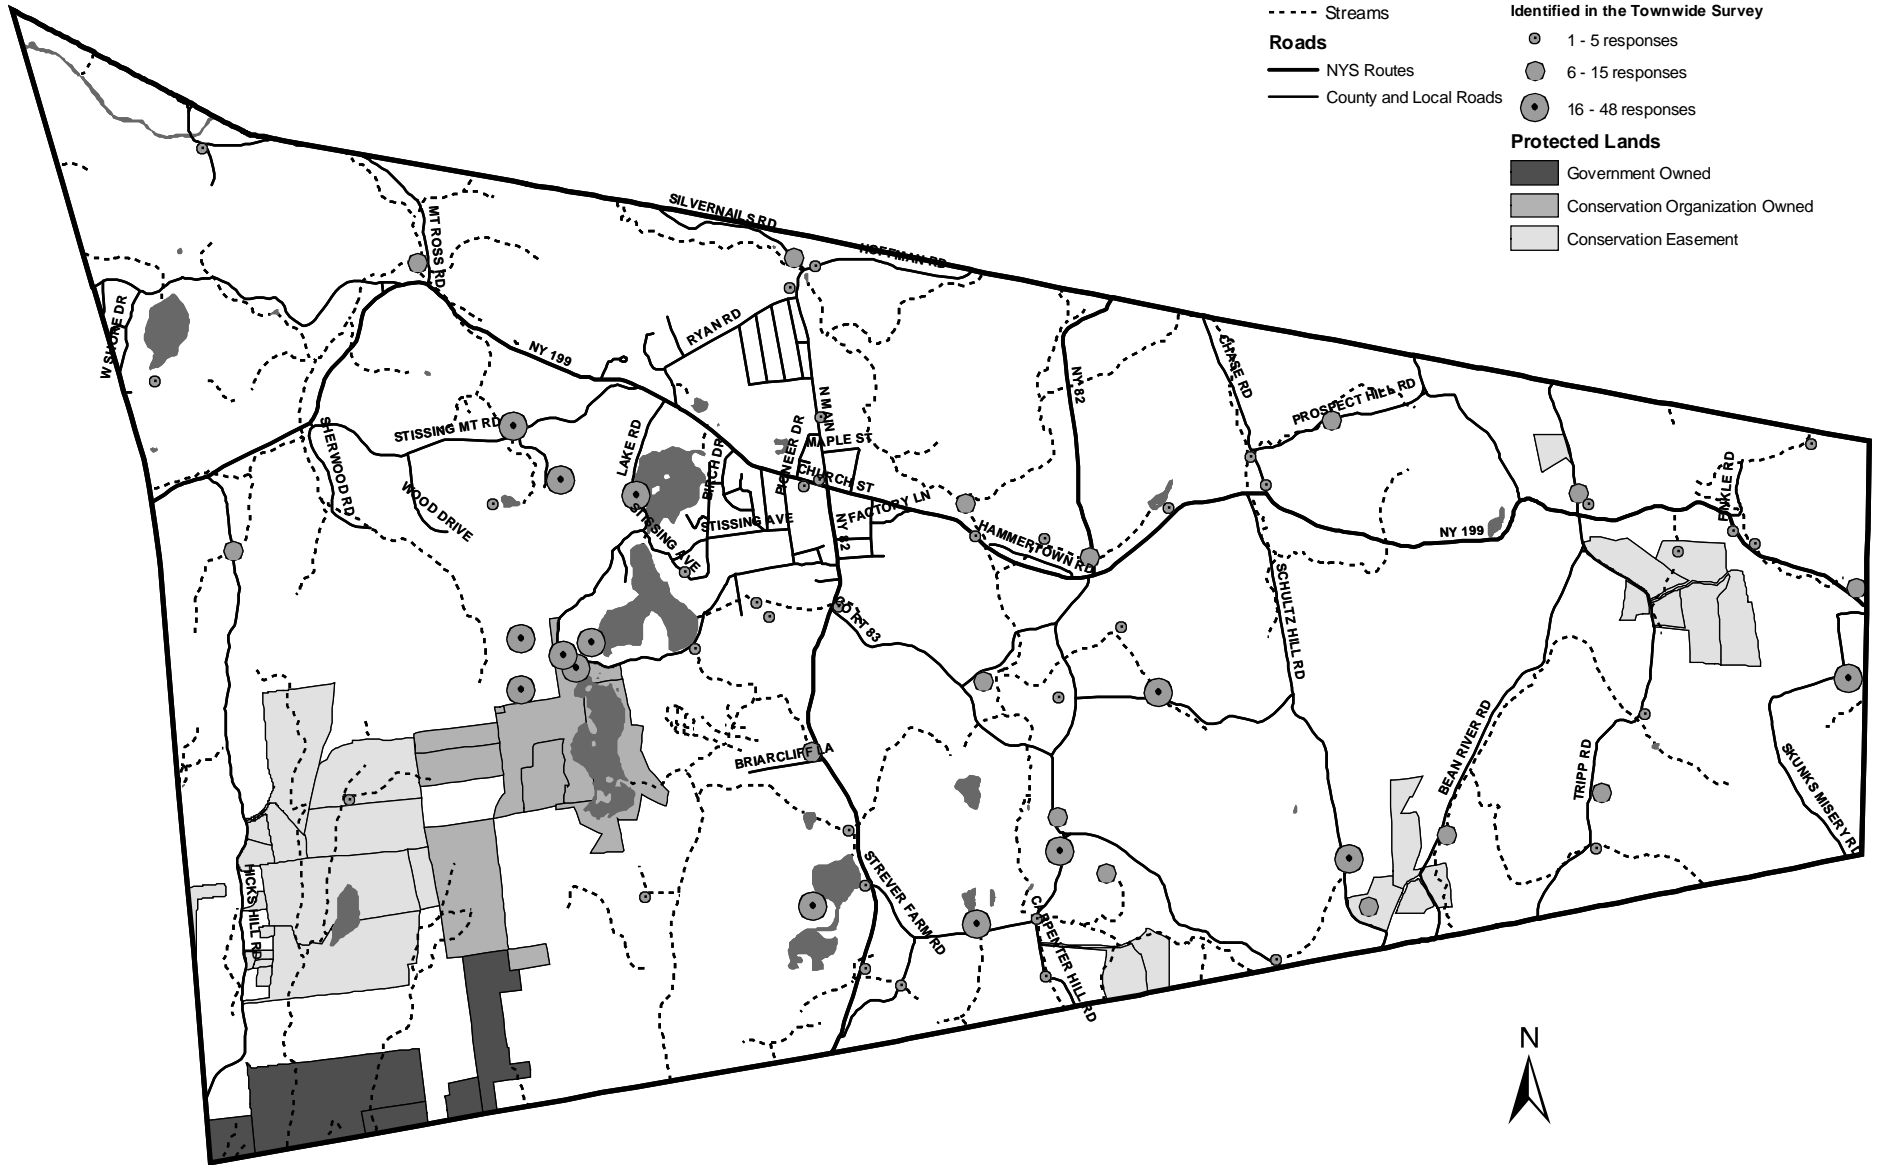 Streams
Roads
NYS Routes
County and Local Roads
Identified in the Townwide Survey
1 - 5 responses
6 - 15 responses
16 - 48 responses
Protected Lands
Government Owned
Conservation Organization Owned
Conservation Easement
SILVERNAILS RD
HOFFMAN RD
MT ROSS RD
W SHORE DR
RYAN RD
NY 199
NY 82
CHASE RD
PROSPECT HILL RD
N MAIN
STISSING MT RD
SHERWOOD RD
WOOD DRIVE
LAKE RD
BIRCH DR
PIONEER DR
MAPLE ST
CHURCH ST
FACTORY LN
STISSING AVE
STISSING AVE
NY 82
HAMMERTOWN RD
NY 199
FINKLE RD
CO RT 83
SCHULTZ HILL RD
BRIARCLIFF LA
BEAN RIVER RD
TRIPP RD
SKUNKS MISERY RD
HICKS HILL RD
STREVER FARM RD
CARPENTER HILL RD
N